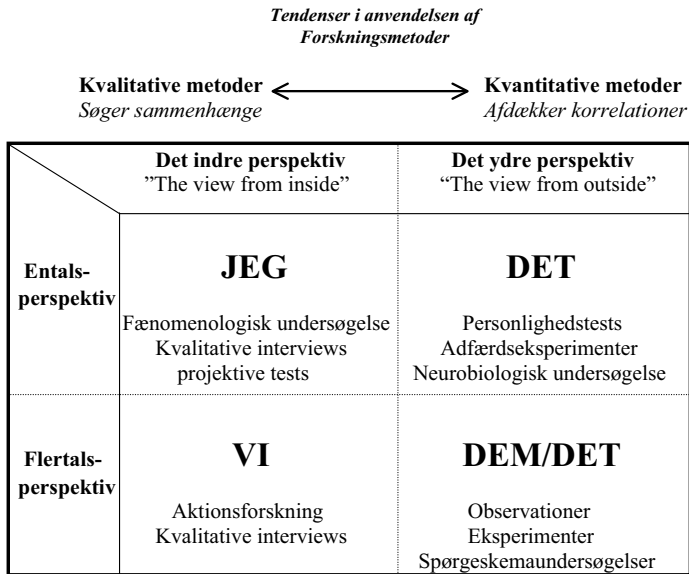 Tendenser i anvendelsen af
Forskningsmetoder
Kvalitative metoder
Søger sammenhænge
Kvantitative metoder
Afdækker korrelationer
Det indre perspektiv
”The view from inside”
Det ydre perspektiv
“The view from outside”
Entals-
perspektiv
JEG
Fænomenologisk undersøgelse
Kvalitative interviews
projektive tests
DET
Personlighedstests
Adfærdseksperimenter
Neurobiologisk undersøgelse
Flertals-
perspektiv
VI
Aktionsforskning
Kvalitative interviews
DEM/DET
Observationer
Eksperimenter
Spørgeskemaundersøgelser